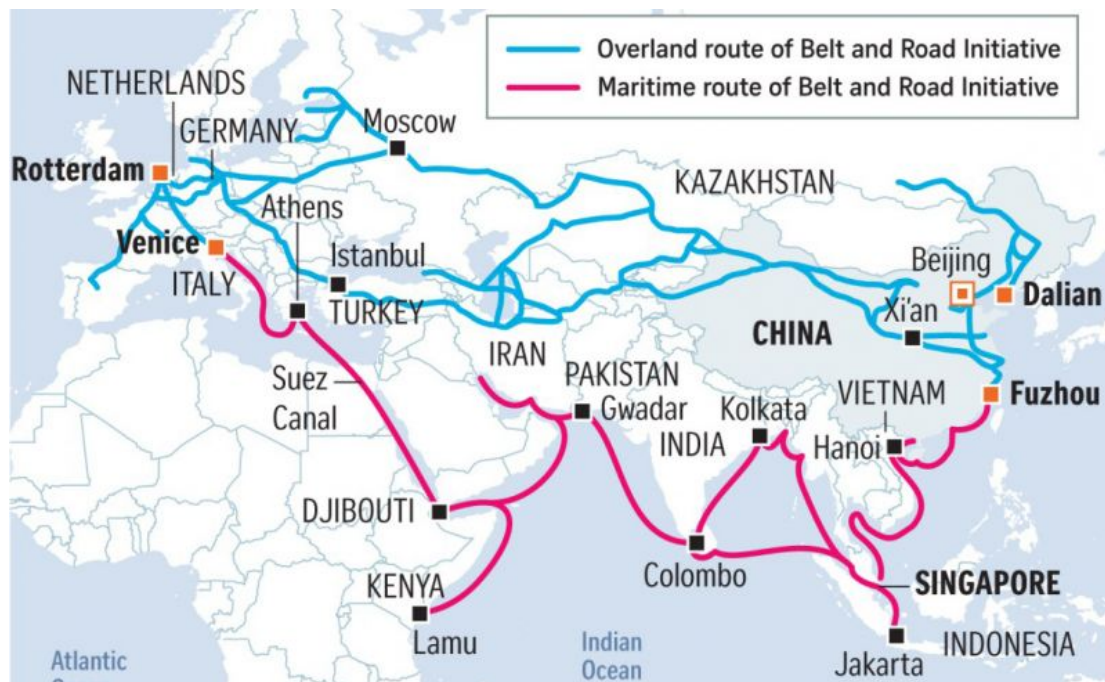 Overland route of Belt and Road Initiative
Maritime route of Belt and Road Initiative
NETHERLANDS
GERMANY
Moscow
Rotterdam
KAZAKHSTAN
Athens
Venice
Istanbul
Beijing
ITALY
TURKEY
Dalian
Xi'an
CHINA
IRAN
Suez
Canal
PAKISTAN
Gwadar
Kolkata
INDIA
VIETNAM
Hanoi
Fuzhou
DJIBOUTI
Colombo
KENYA
Lamu
SINGAPORE
INDONESIA
Jakarta
Indian
Ocean
Atlantic